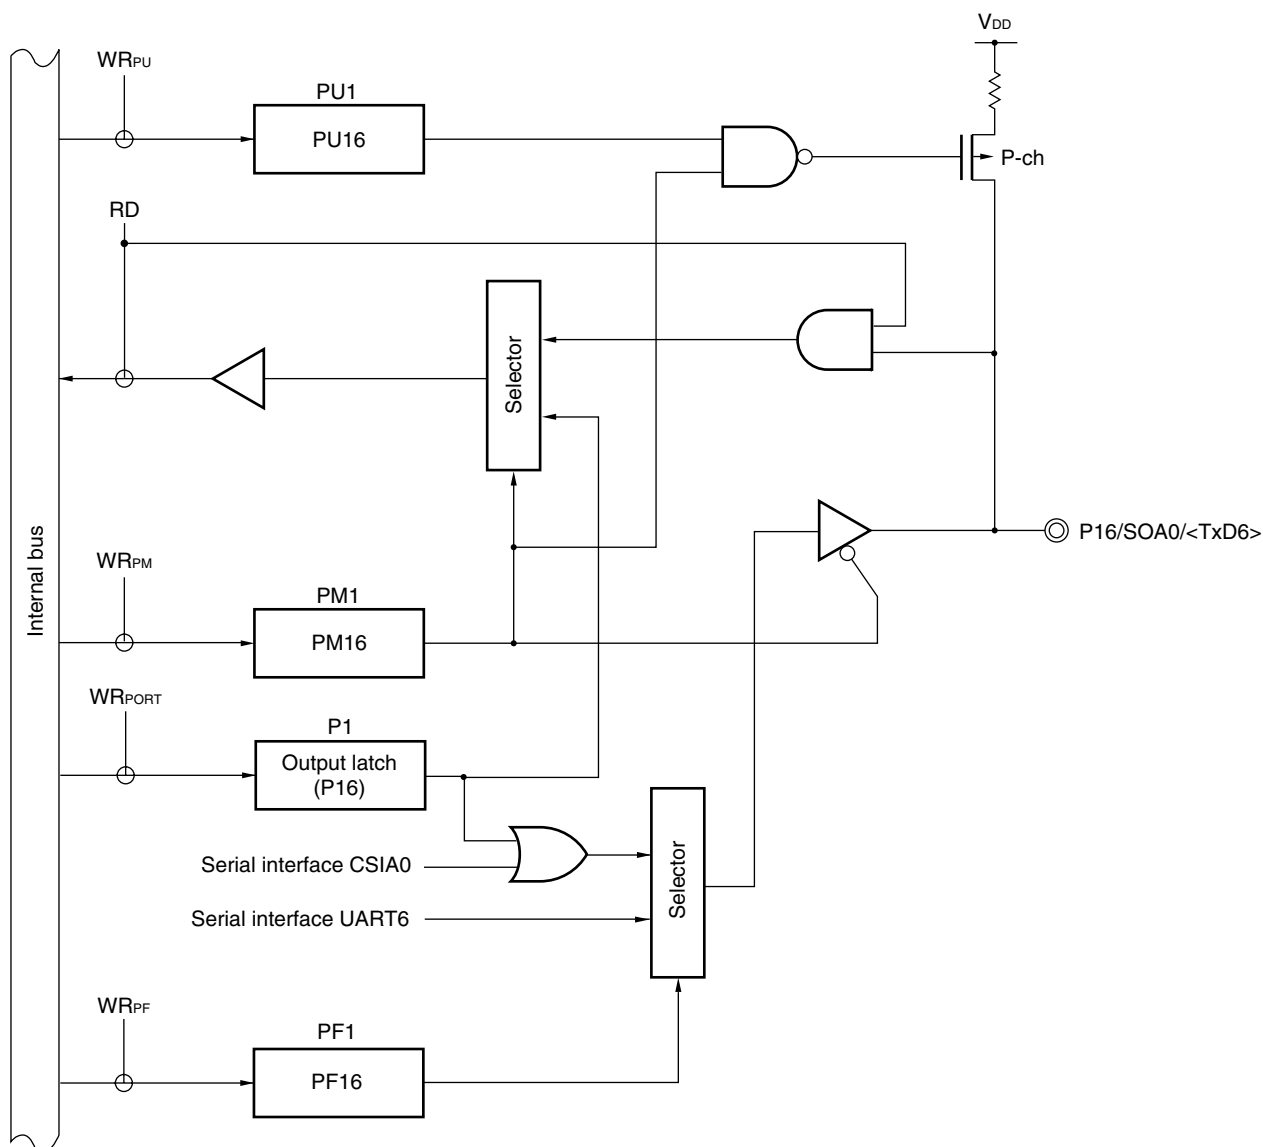 VDD
WRPU
PU1
PU16
P-ch
RD
Selector
Internal bus
P16/SOA0/<TxD6>
WRPM
PM1
PM16
WRPORT
P1
Output latch
(P16)
Serial interface CSIA0
Selector
Serial interface UART6
WRPF
PF1
PF16